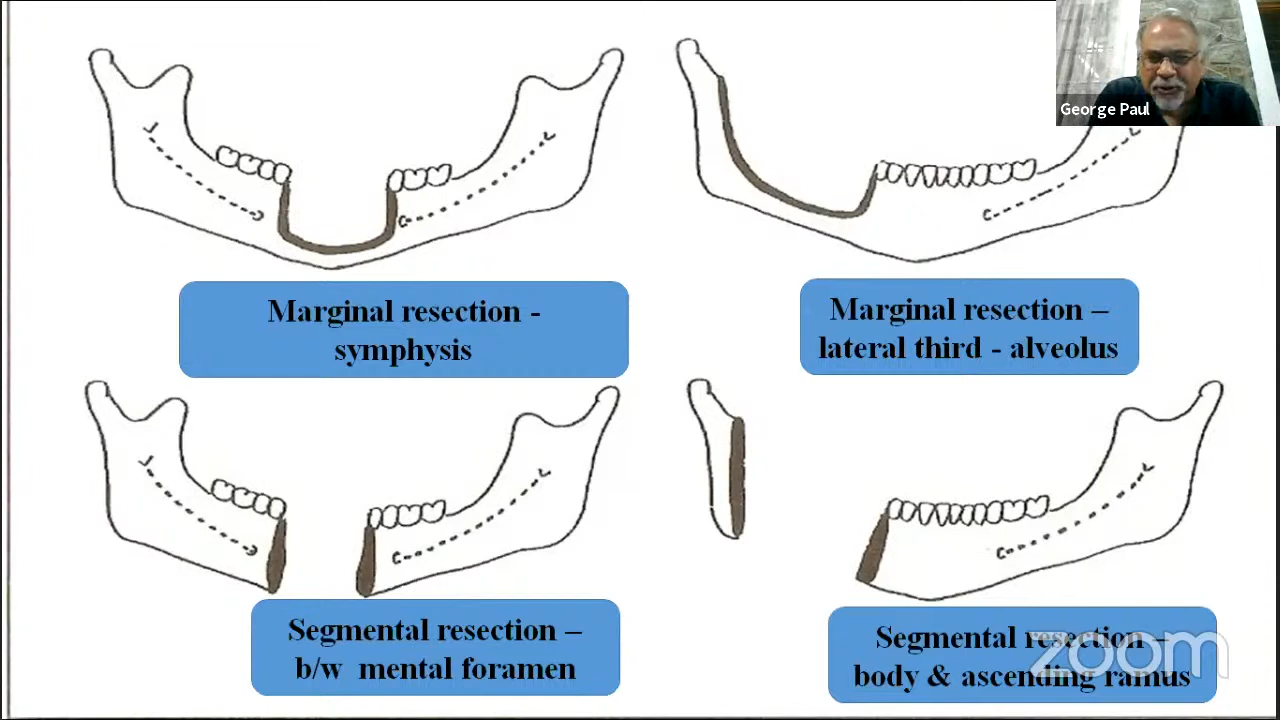 George Paul
Marginal resection -
symphysis
Marginal resection –
lateral third - alveolus
Segmental resection –
b/w mental foramen
Segmental resection –
body & ascending ramus
zoom